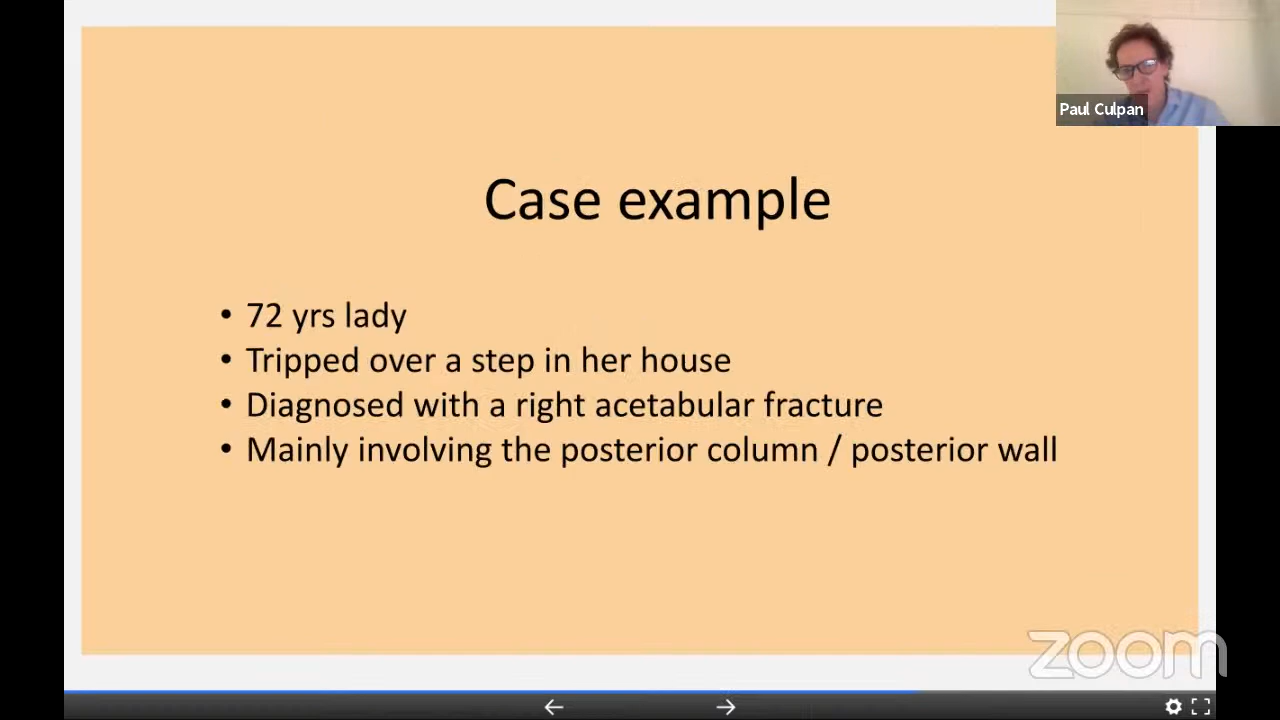 Paul Culpan
Case example
• 72 yrs lady
• Tripped over a step in her house
• Diagnosed with a right acetabular fracture
• Mainly involving the posterior column / posterior wall
zoom